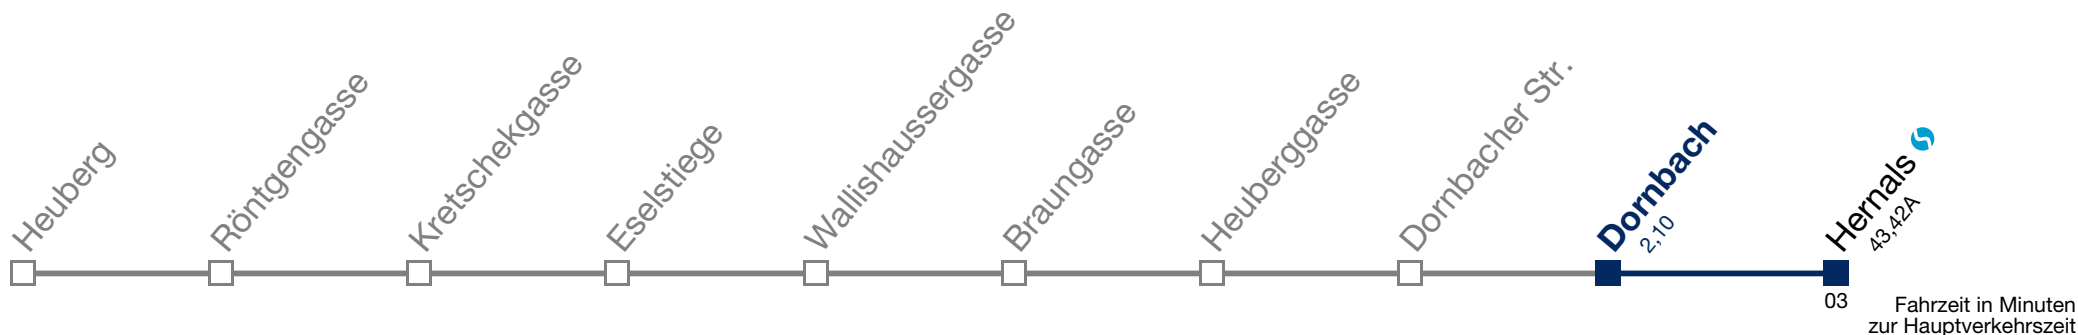 Heuberg
Röntgengasse
Kretschekgasse
Eselstiege
Wallishaussergasse
Braungasse
Heuberggasse
Dornbacher Str.
Dornbach
2,10
Hernals
43,42A
03
Fahrzeit in Minuten
zur Hauptverkehrszeit